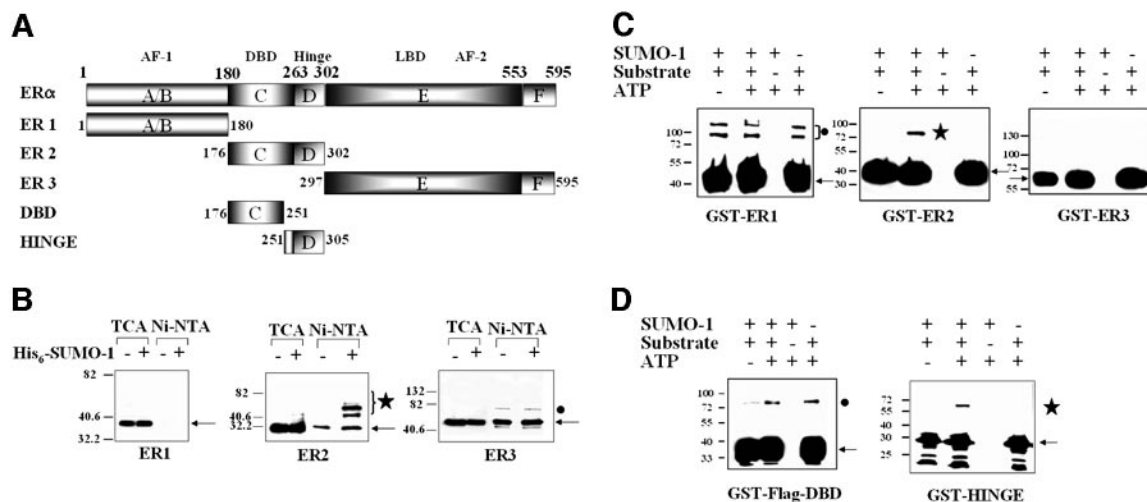 A
AF-1 DBD Hinge LBD AF-2
1 180 263 302 553 595
ERα A/B C D E F
ER 1 1 A/B 180
ER 2 176 C D 302
ER 3 297 E F 595
DBD 176 C 251
HINGE 251 D 305
B
TCA Ni-NTA
His6-SUMO-1 - + - +
82
40.6
32.2
ER1
TCA Ni-NTA
- + - +
82
40.6
32.2
ER2
TCA Ni-NTA
- + - +
132
82
40.6
ER3
C
SUMO-1 + + + -
Substrate + + - +
ATP - + + +
100
72
55
40
GST-ER1
+ + + -
+ + - +
- + + +
100
72
55
40
30
GST-ER2
+ + + -
+ + - +
- + + +
130
100
72
55
GST-ER3
D
SUMO-1 + + + -
Substrate + + - +
ATP - + + +
100
72
55
40
33
GST-Flag-DBD
+ + + -
+ + - +
- + + +
72
55
40
30
25
GST-HINGE